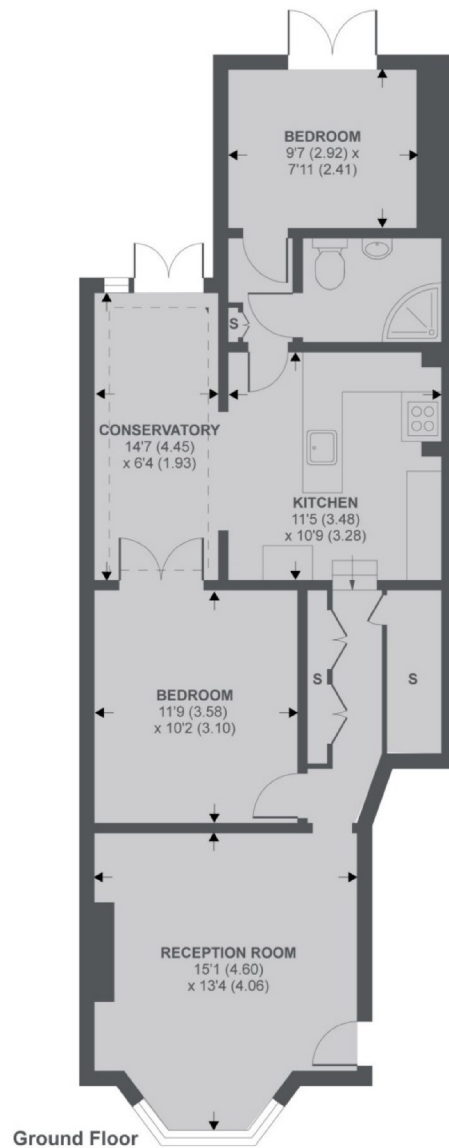 BEDROOM
9'7 (2.92) x
7'11 (2.41)
S
CONSERVATORY
14'7 (4.45)
x 6'4 (1.93)
KITCHEN
11'5 (3.48)
x 10'9 (3.28)
BEDROOM
11'9 (3.58)
x 10'2 (3.10)
S
S
RECEPTION ROOM
15'1 (4.60)
x 13'4 (4.06)
Ground Floor